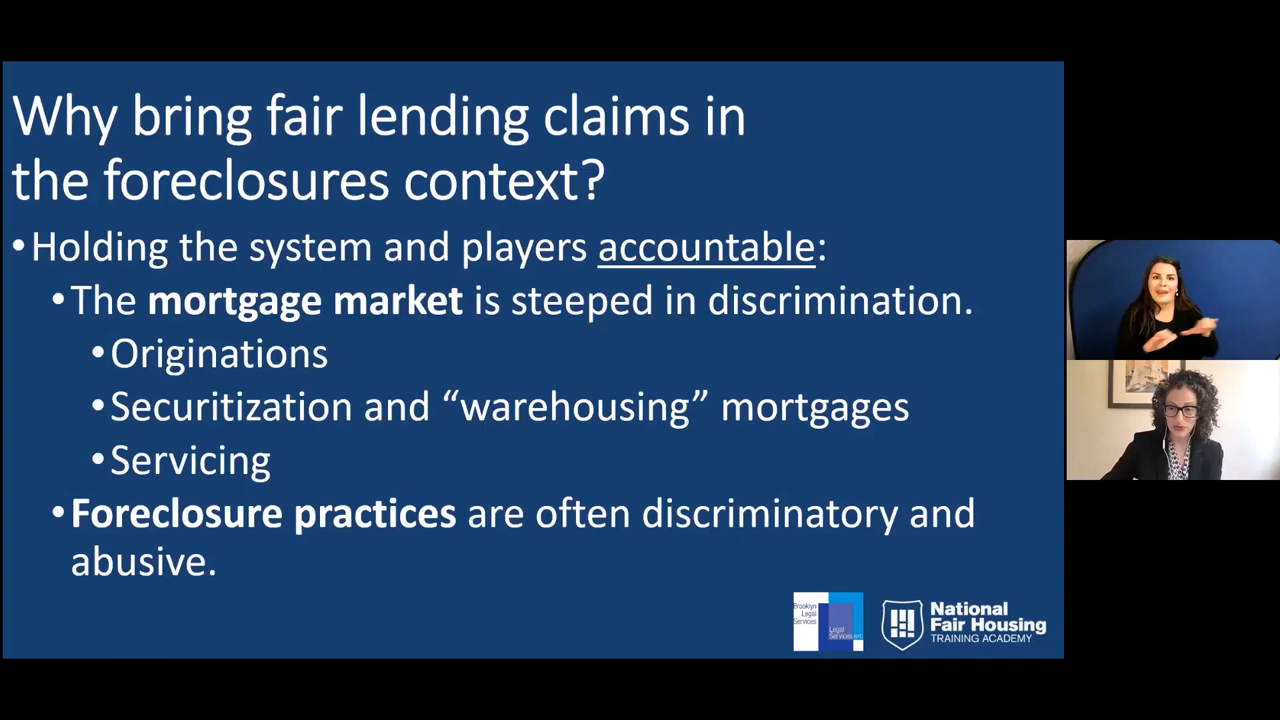 Why bring fair lending claims in
the foreclosures context?
•Holding the system and players accountable:
•The mortgage market is steeped in discrimination.
•Originations
•Securitization and “warehousing” mortgages
•Servicing
•Foreclosure practices are often discriminatory and
abusive.
Brooklyn
Legal
Services
Legal
Services NYC
National
Fair Housing
TRAINING ACADEMY